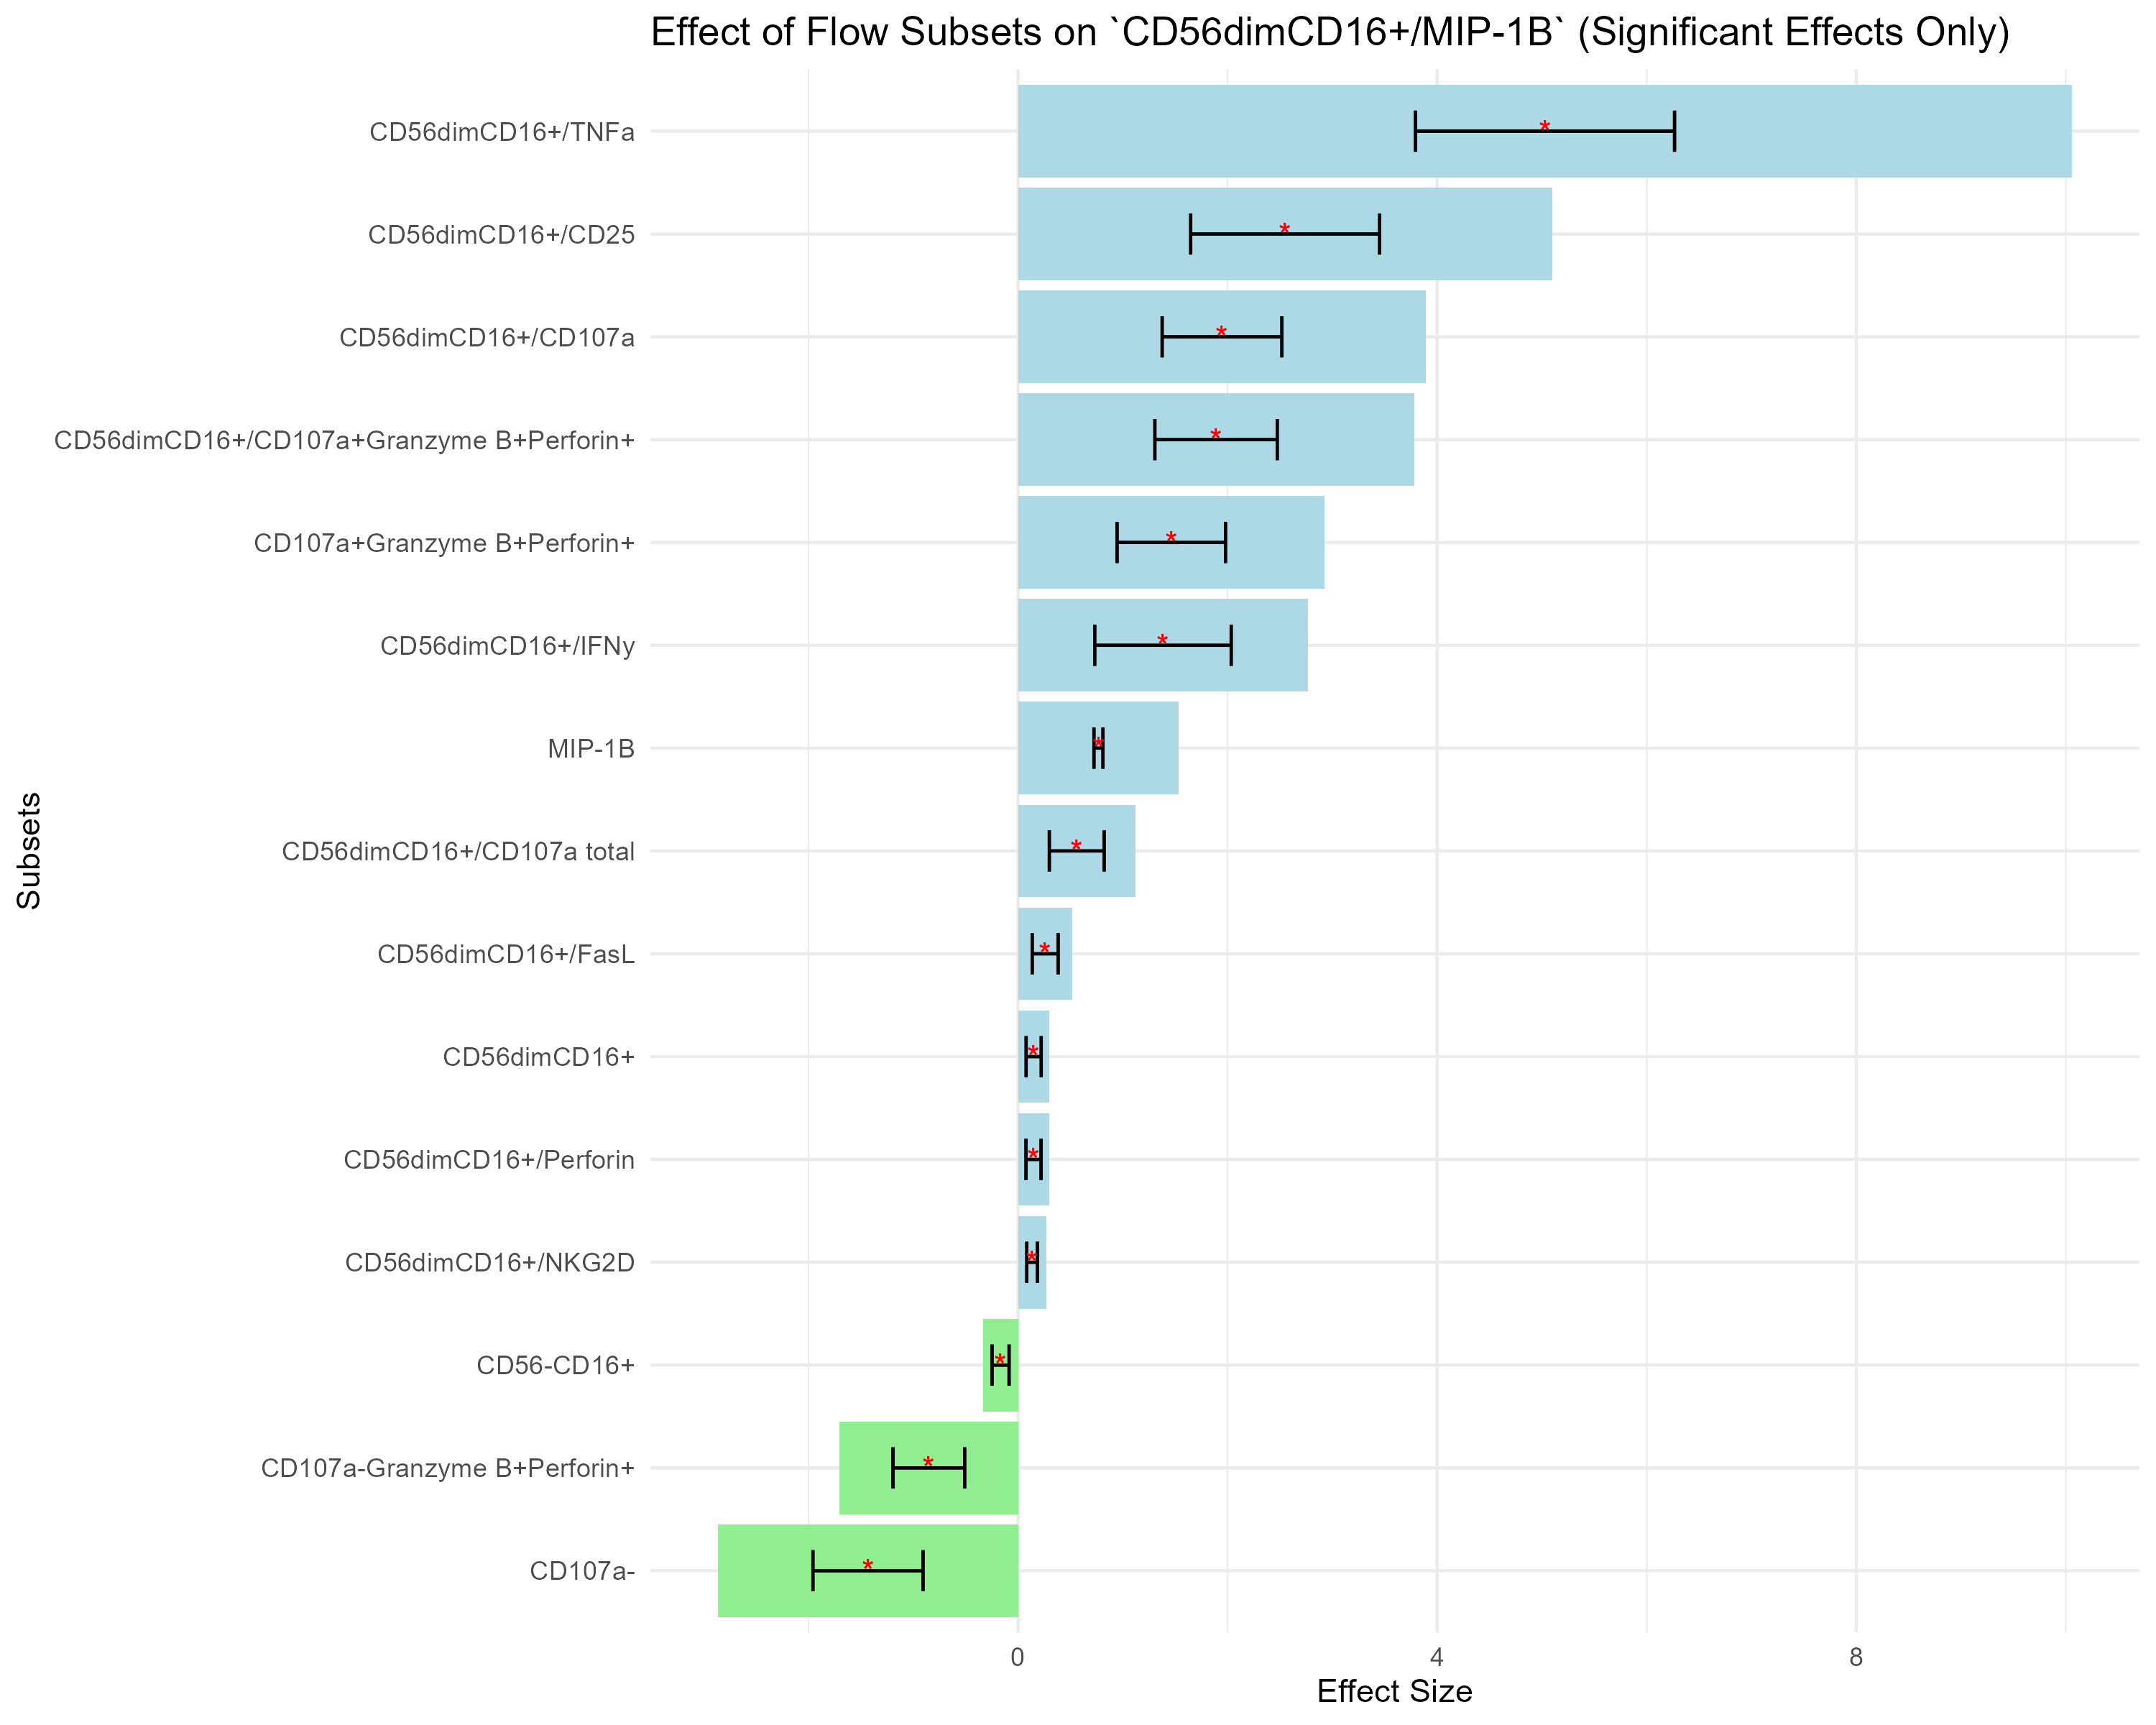 Effect of Flow Subsets on `CD56dimCD16+/MIP-1B` (Significant Effects Only)
CD56dimCD16+/TNFa
*
CD56dimCD16+/CD25
*
CD56dimCD16+/CD107a
*
CD56dimCD16+/CD107a+Granzyme B+Perforin+
*
CD107a+Granzyme B+Perforin+
*
CD56dimCD16+/IFNy
*
MIP-1B
*
CD56dimCD16+/CD107a total
*
CD56dimCD16+/FasL
*
CD56dimCD16+
*
CD56dimCD16+/Perforin
*
CD56dimCD16+/NKG2D
*
CD56-CD16+
*
CD107a-Granzyme B+Perforin+
*
CD107a-
*
Subsets
0
4
8
Effect Size